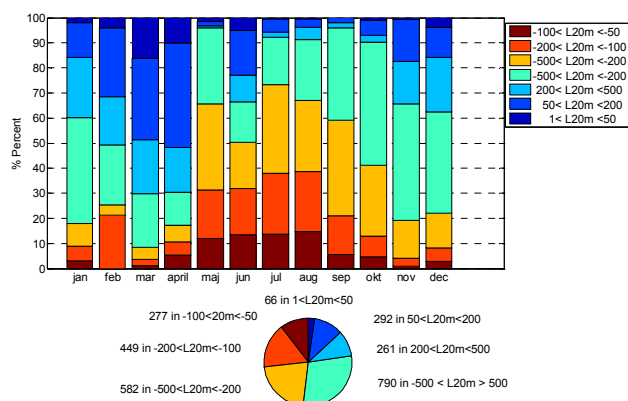 100
90
80
70
60
50
40
30
20
10
0
% Percent
jan feb mar april maj jun jul aug sep okt nov dec
-100< L20m <-50
-200< L20m <-100
-500< L20m <-200
-500< L20m <-200
200< L20m <500
50< L20m <200
1< L20m <50
66 in 1<L20m<50
277 in -100<20m<-50
292 in 50<L20m<200
449 in -200<L20m<-100
261 in 200<L20m<500
582 in -500<L20m<-200
790 in -500 < L20m > 500